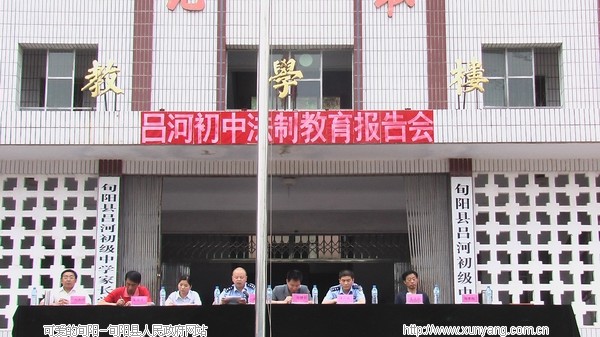 教學樓
吕河初中法制教育报告会
旬阳县吕河初级中学家长
旬阳县吕河初级中
可爱的旬阳-旬阳县人民政府网站
http://www.xunyang.com.cn